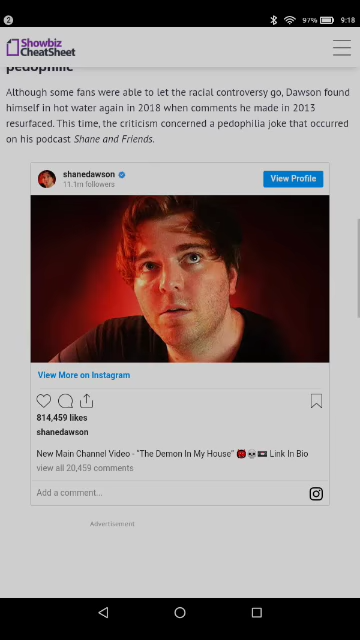 2
97%
9:18
Showbiz
CheatSheet
pedophilic
Although some fans were able to let the racial controversy go, Dawson found
himself in hot water again in 2018 when comments he made in 2013
resurfaced. This time, the criticism concerned a pedophilia joke that occurred
on his podcast Shane and Friends.
shanedawson
11.1m followers
View Profile
View More on Instagram
814,459 likes
shanedawson
New Main Channel Video - "The Demon In My House" 👹💀📼 Link In Bio
view all 20,459 comments
Add a comment...
Advertisement